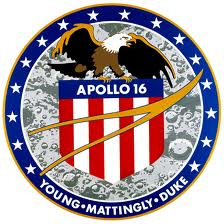 APOLLO 16
YOUNG • MATTINGLY • DUKE